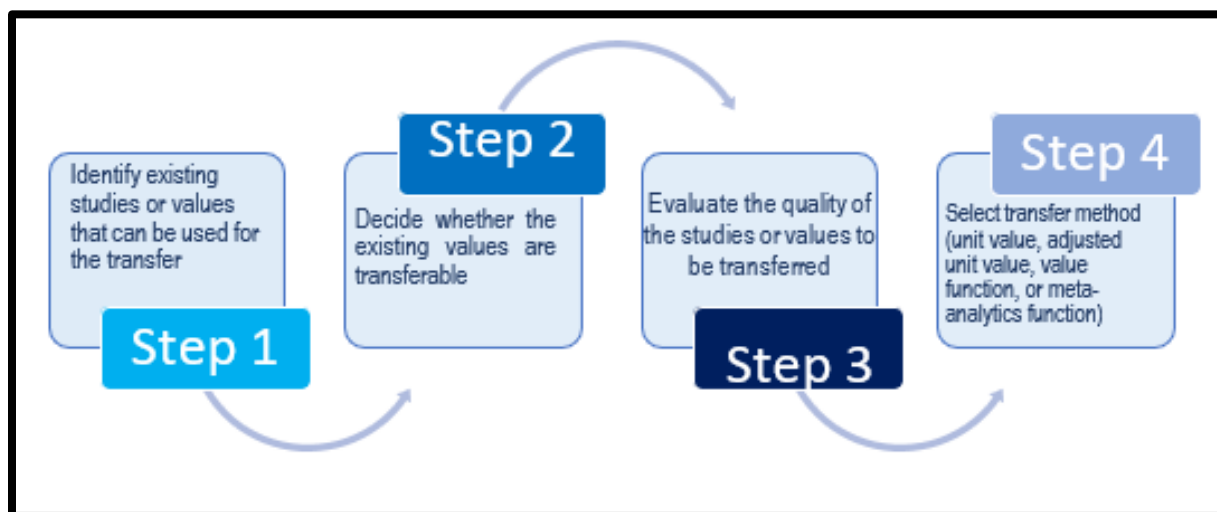 Identify existing
studies or values
that can be used for
the transfer
Step 1
Step 2
Decide whether the
existing values are
transferable
Evaluate the quality of
the studies or values to
be transferred
Step 3
Step 4
Select transfer method
(unit value, adjusted
unit value, value
function, or meta-
analytics function)